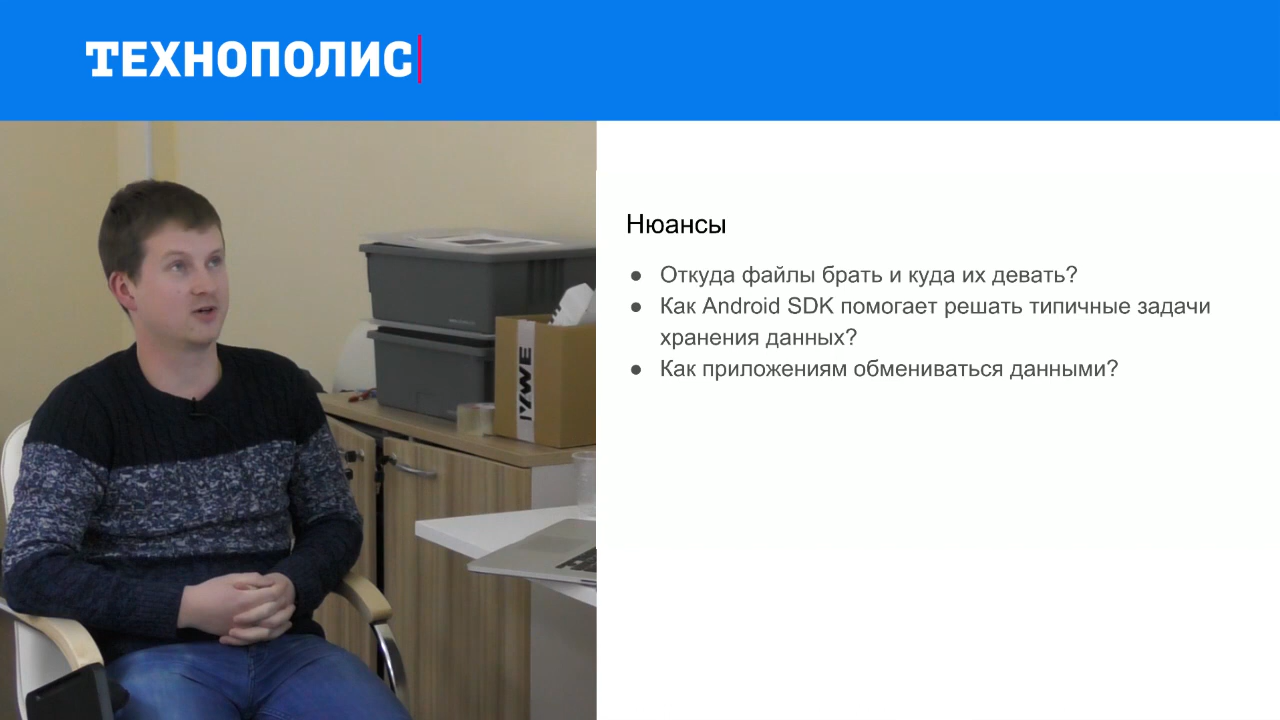 ТЕХНОПОЛИС
Нюансы
● Откуда файлы брать и куда их девать?
● Как Android SDK помогает решать типичные задачи
хранения данных?
● Как приложениям обмениваться данными?